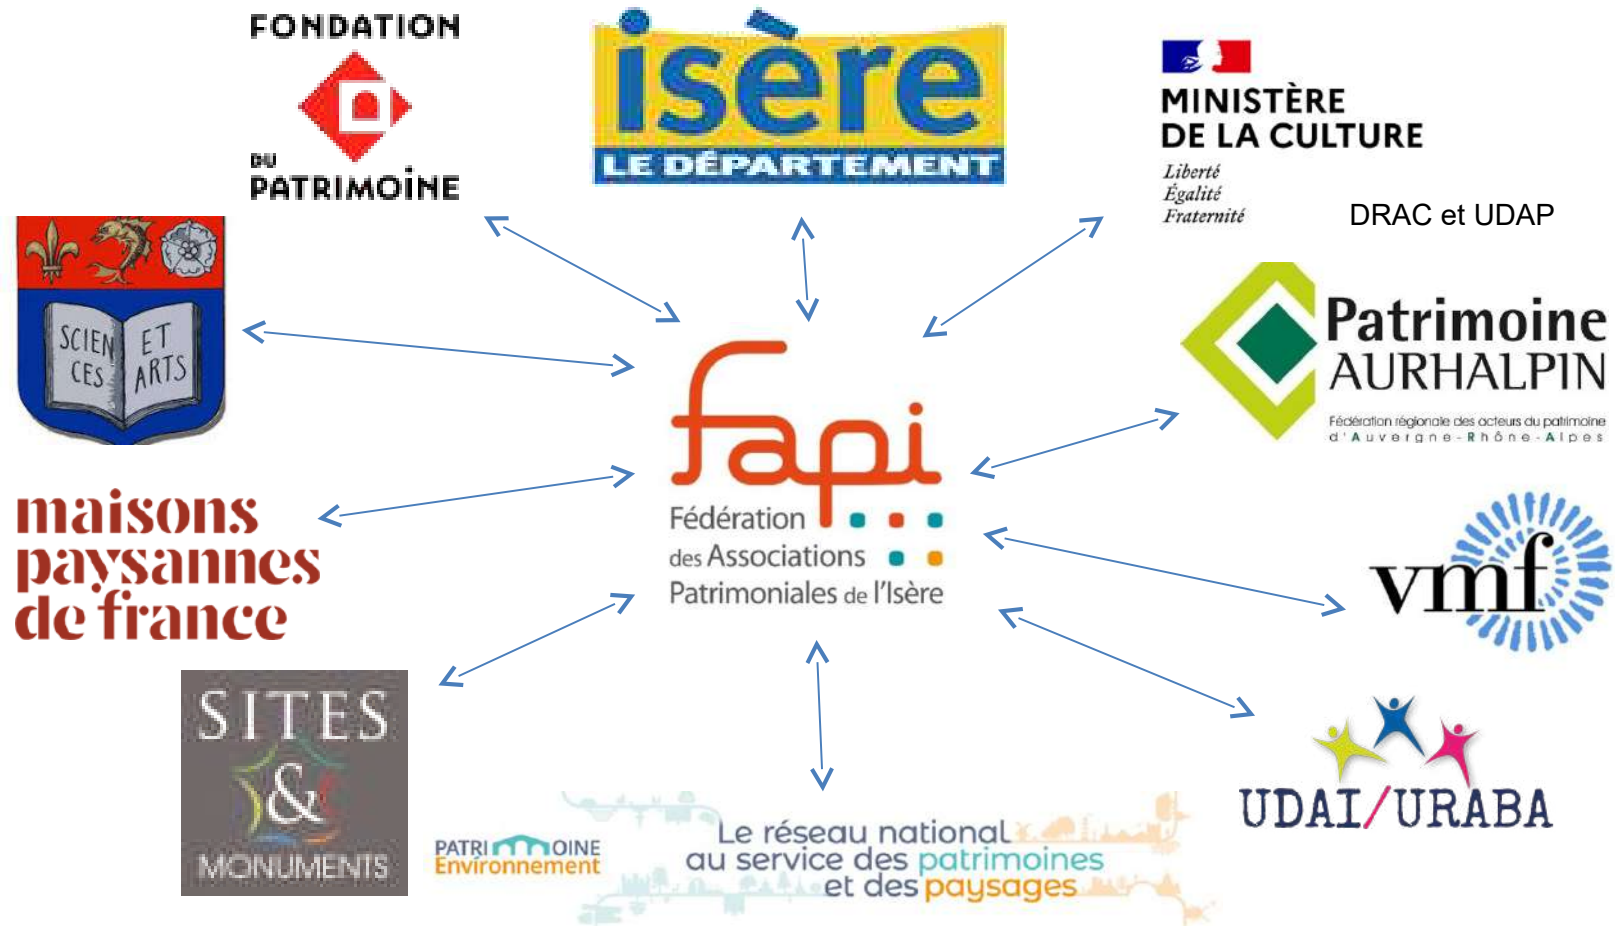 FONDATION
DU
PATRIMOINE
isère
LE DÉPARTEMENT
MINISTÈRE
DE LA CULTURE
Liberté
Égalité
Fraternité
DRAC et UDAP
SCIEN
CES
ET
ARTS
Patrimoine
AURHALPIN
Fédération régionale des acteurs du patrimoine
d'Auvergne-Rhône-Alpes
fapi
Fédération
des Associations
Patrimoniales de l'Isère
maisons
paysannes
de france
vmf
SITES
&
MONUMENTS
UDAI/URABA
PATRIMOINE
Environnement
Le réseau national
au service des patrimoines
et des paysages